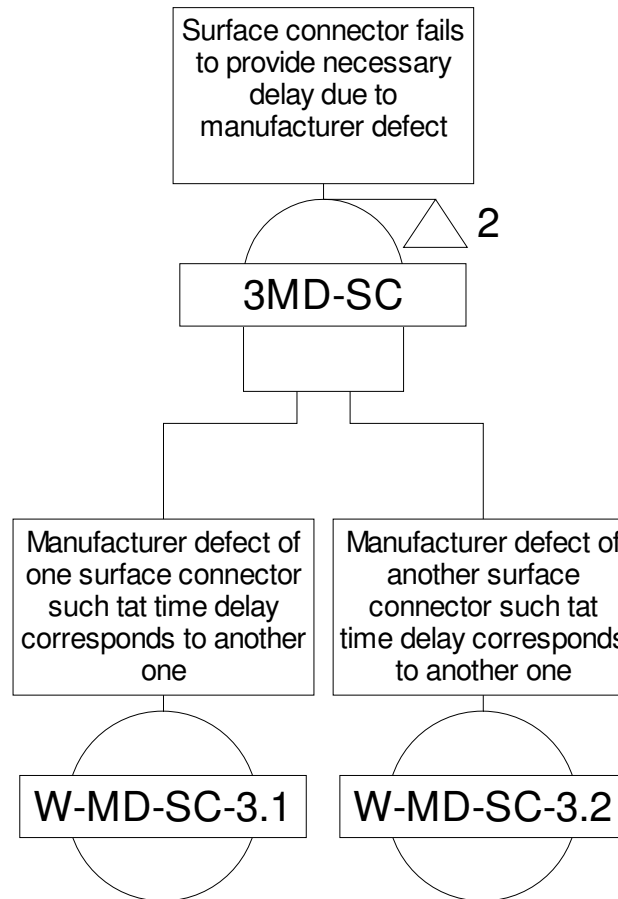 Surface connector fails
to provide necessary
delay due to
manufacturer defect
2
3MD-SC
Manufacturer defect of
one surface connector
such tat time delay
corresponds to another
one
W-MD-SC-3.1
Manufacturer defect of
another surface
connector such tat
time delay corresponds
to another one
W-MD-SC-3.2